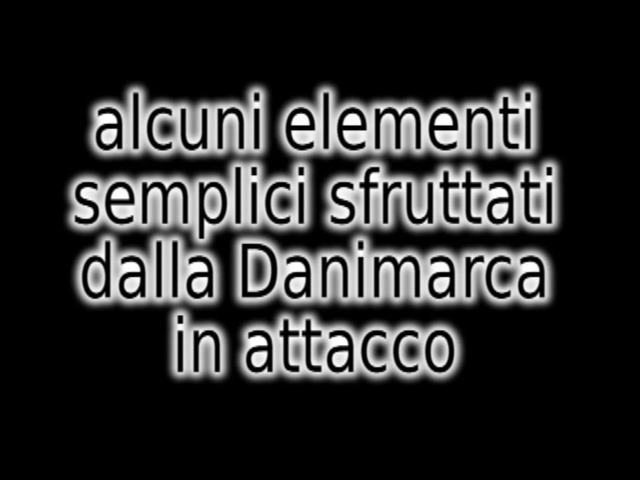 alcuni elementi
semplici sfruttati
dalla Danimarca
in attacco